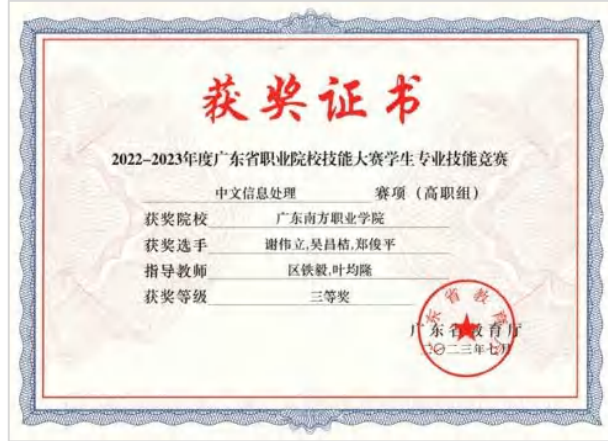 获奖证书
2022-2023年度广东省职业院校技能大赛学生专业技能竞赛
中文信息处理 赛项（高职组）
获奖院校 广东南方职业学院
获奖选手 谢伟立,吴昌桔,郑俊平
指导教师 区铁毅,叶均隆
获奖等级 三等奖
广东省教育厅
二〇二三年七月